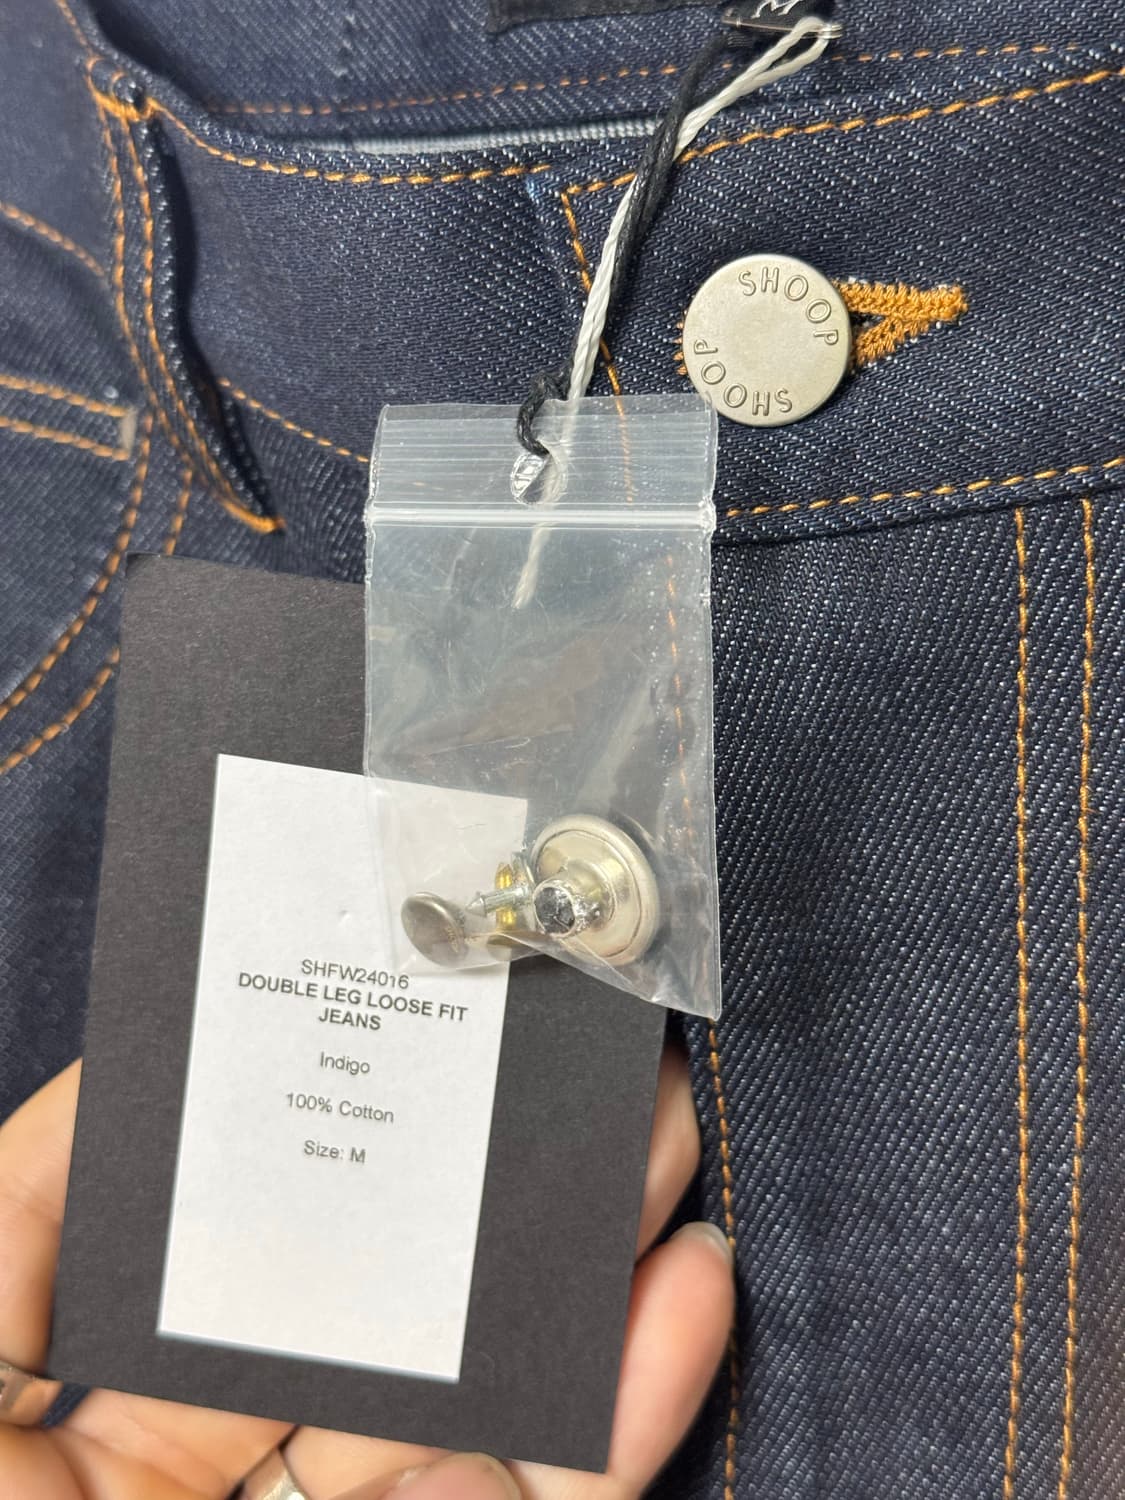 SHOOP
SHOOP
SHFW24016
DOUBLE LEG LOOSE FIT
JEANS
Indigo
100% Cotton
Size: M